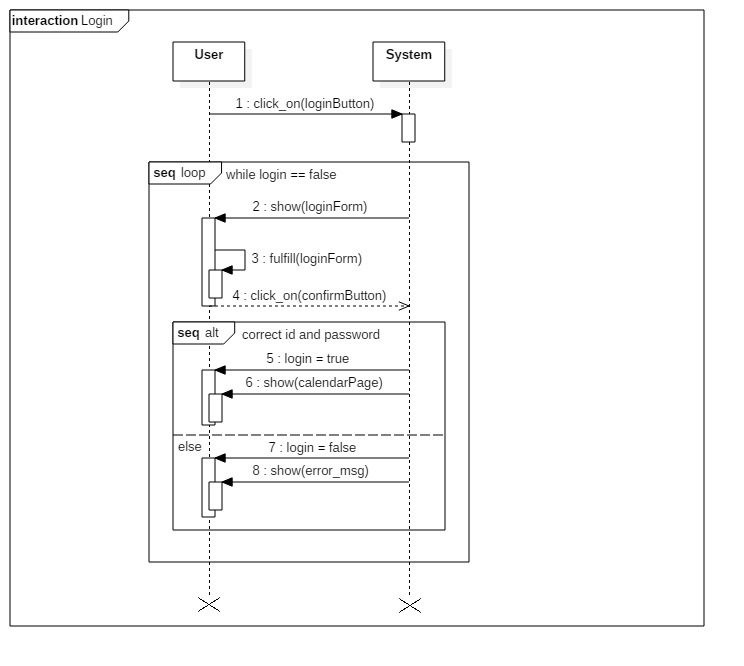 interaction Login
User
System
1 : click_on(loginButton)
seq loop
while login == false
2 : show(loginForm)
3 : fulfill(loginForm)
4 : click_on(confirmButton)
seq alt
correct id and password
5 : login = true
6 : show(calendarPage)
else
7 : login = false
8 : show(error_msg)